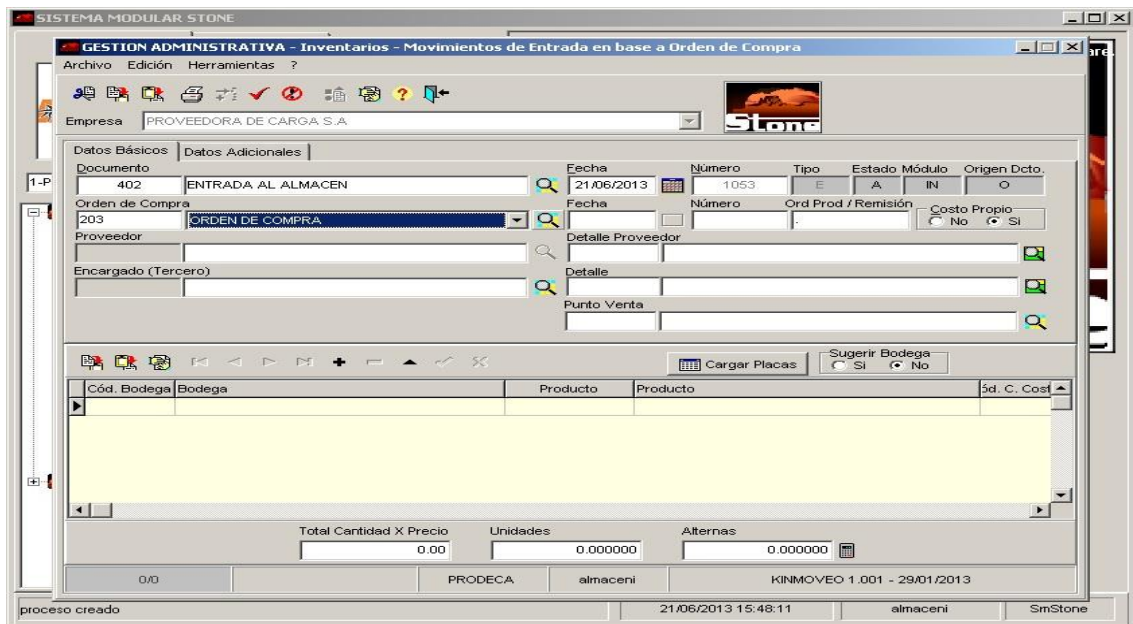 SISTEMA MODULAR STONE
GESTION ADMINISTRATIVA - Inventarios - Movimientos de Entrada en base a Orden de Compra
Archivo Edición Herramientas ?
Empresa PROVEEDORA DE CARGA S.A
Stone
Datos Básicos Datos Adicionales
Documento Fecha Número Tipo Estado Módulo Origen Dcto.
402 ENTRADA AL ALMACEN 21/06/2013 1053 E A IN O
Orden de Compra Fecha Número Ord Prod / Remisión Costo Propio
203 ORDEN DE COMPRA . No Si
Proveedor Detalle Proveedor
Encargado (Tercero) Detalle
Punto Venta
Cargar Placas Sugerir Bodega
Si No
Cód. Bodega Bodega Producto Producto ód. C. Cost
Total Cantidad X Precio Unidades Alternas
0.00 0.000000 0.000000
0/0 PRODECA almaceni KINMOVEO 1.001 - 29/01/2013
proceso creado 21/06/2013 15:48:11 almaceni SmStone
1-P
are